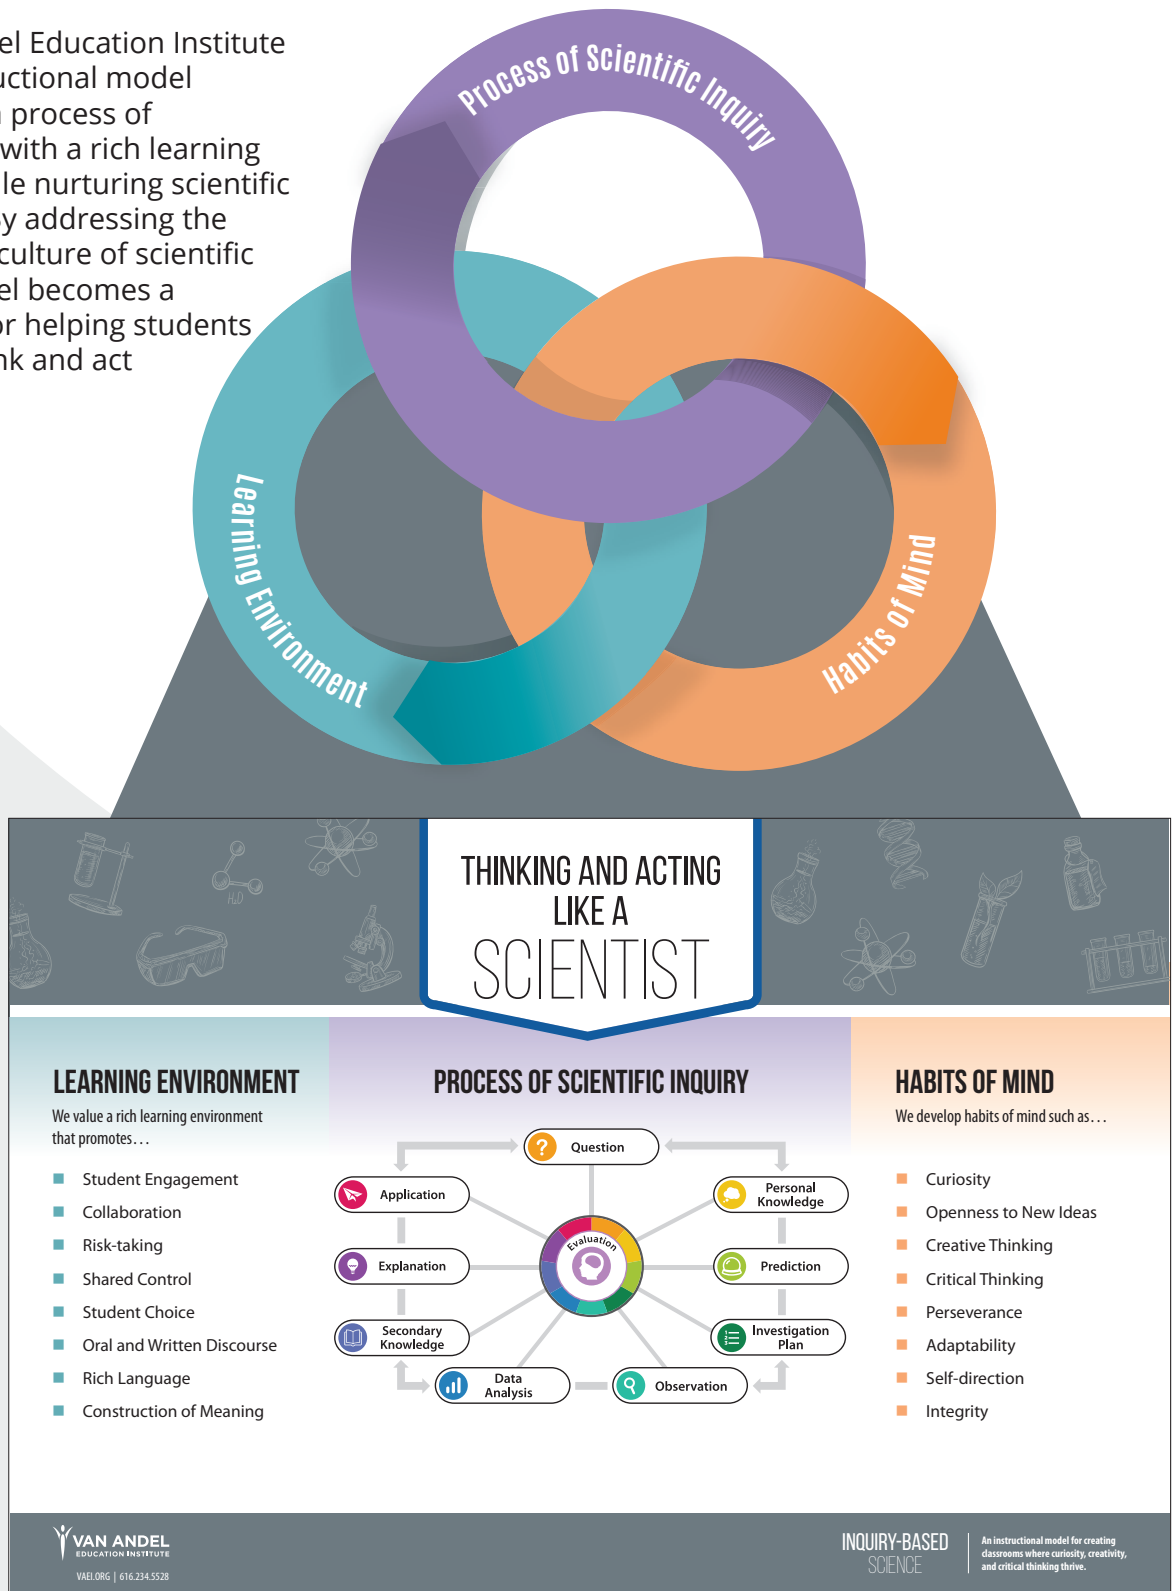 el Education Institute
uctional model
process of
with a rich learning
le nurturing scientific
y addressing the
culture of scientific
el becomes a
or helping students
nk and act
Process of Scientific Inquiry
Learning Environment
Habits of Mind
THINKING AND ACTING
LIKE A
SCIENTIST
H₂O
LEARNING ENVIRONMENT
We value a rich learning environment
that promotes...
Student Engagement
Collaboration
Risk-taking
Shared Control
Student Choice
Oral and Written Discourse
Rich Language
Construction of Meaning
PROCESS OF SCIENTIFIC INQUIRY
? Question
Application
Personal
Knowledge
Evaluation
Explanation
Prediction
Secondary
Knowledge
1
2
3
Investigation
Plan
Data
Analysis
Observation
HABITS OF MIND
We develop habits of mind such as...
Curiosity
Openness to New Ideas
Creative Thinking
Critical Thinking
Perseverance
Adaptability
Self-direction
Integrity
VAN ANDEL
EDUCATION INSTITUTE
VAEI.ORG | 616.234.5528
INQUIRY-BASED
SCIENCE
An instructional model for creating
classrooms where curiosity, creativity,
and critical thinking thrive.